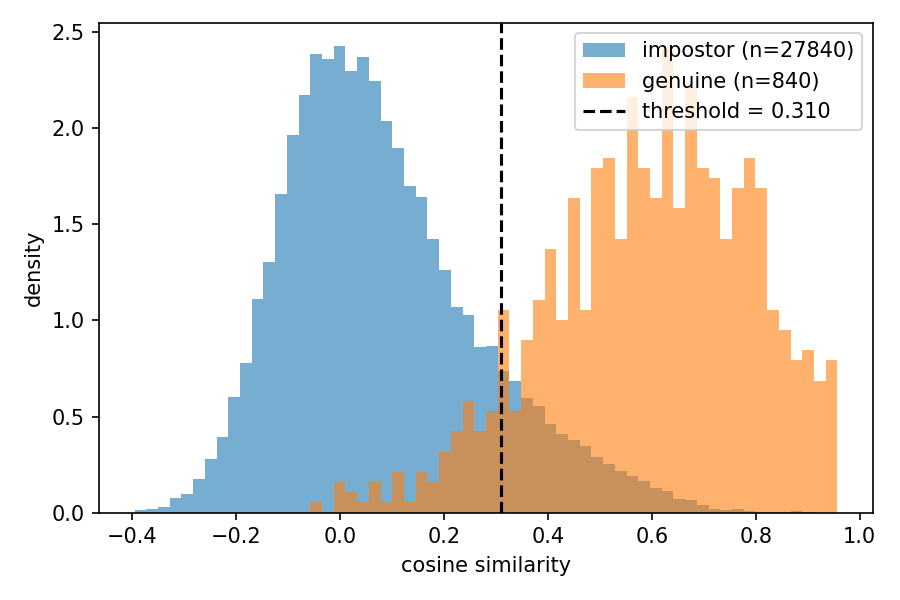 2.5
2.0
1.5
1.0
0.5
0.0
density
impostor (n=27840)
genuine (n=840)
threshold = 0.310
−0.4 −0.2 0.0 0.2 0.4 0.6 0.8 1.0
cosine similarity